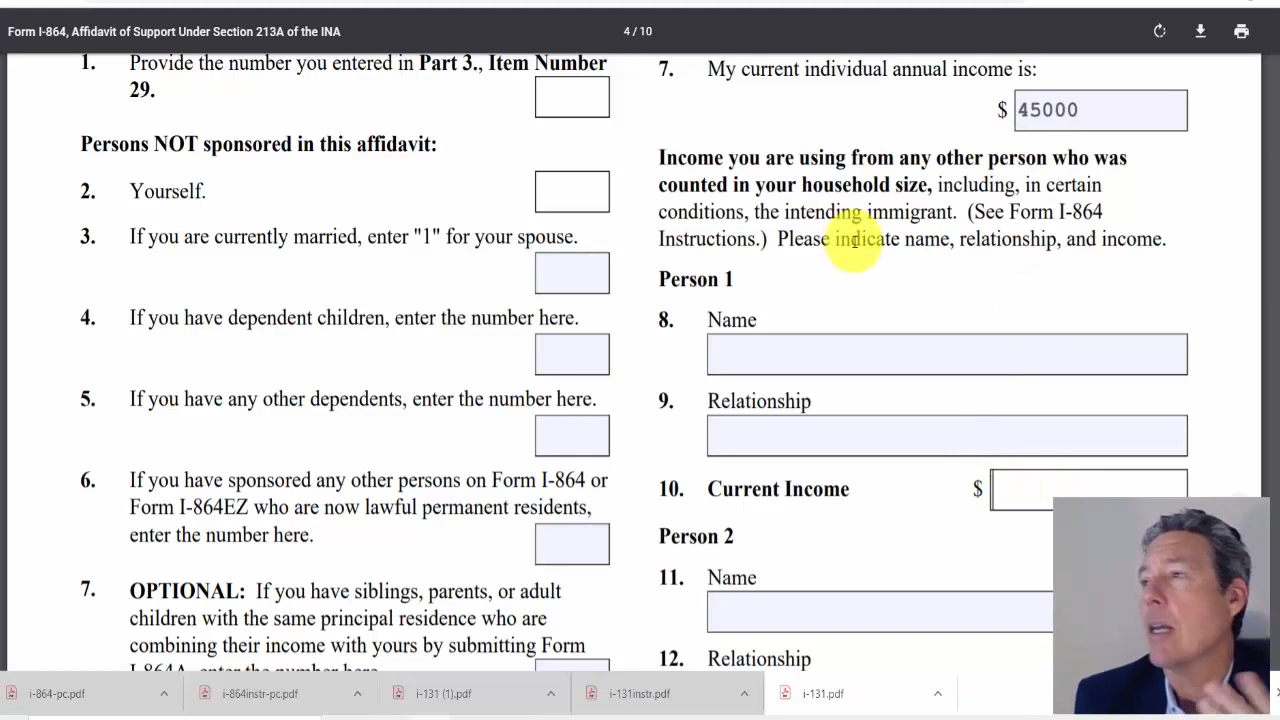 Form I-864, Affidavit of Support Under Section 213A of the INA
4 / 10
1. Provide the number you entered in Part 3., Item Number
29.
Persons NOT sponsored in this affidavit:
2. Yourself.
3. If you are currently married, enter "1" for your spouse.
4. If you have dependent children, enter the number here.
5. If you have any other dependents, enter the number here.
6. If you have sponsored any other persons on Form I-864 or
Form I-864EZ who are now lawful permanent residents,
enter the number here.
7. OPTIONAL: If you have siblings, parents, or adult
children with the same principal residence who are
combining their income with yours by submitting Form
I-864A, enter the number here.
7. My current individual annual income is:
$ 45000
Income you are using from any other person who was
counted in your household size, including, in certain
conditions, the intending immigrant. (See Form I-864
Instructions.) Please indicate name, relationship, and income.
Person 1
8. Name
9. Relationship
10. Current Income $
Person 2
11. Name
12. Relationship
i-864-pc.pdf
i-864instr-pc.pdf
i-131 (1).pdf
i-131instr.pdf
i-131.pdf